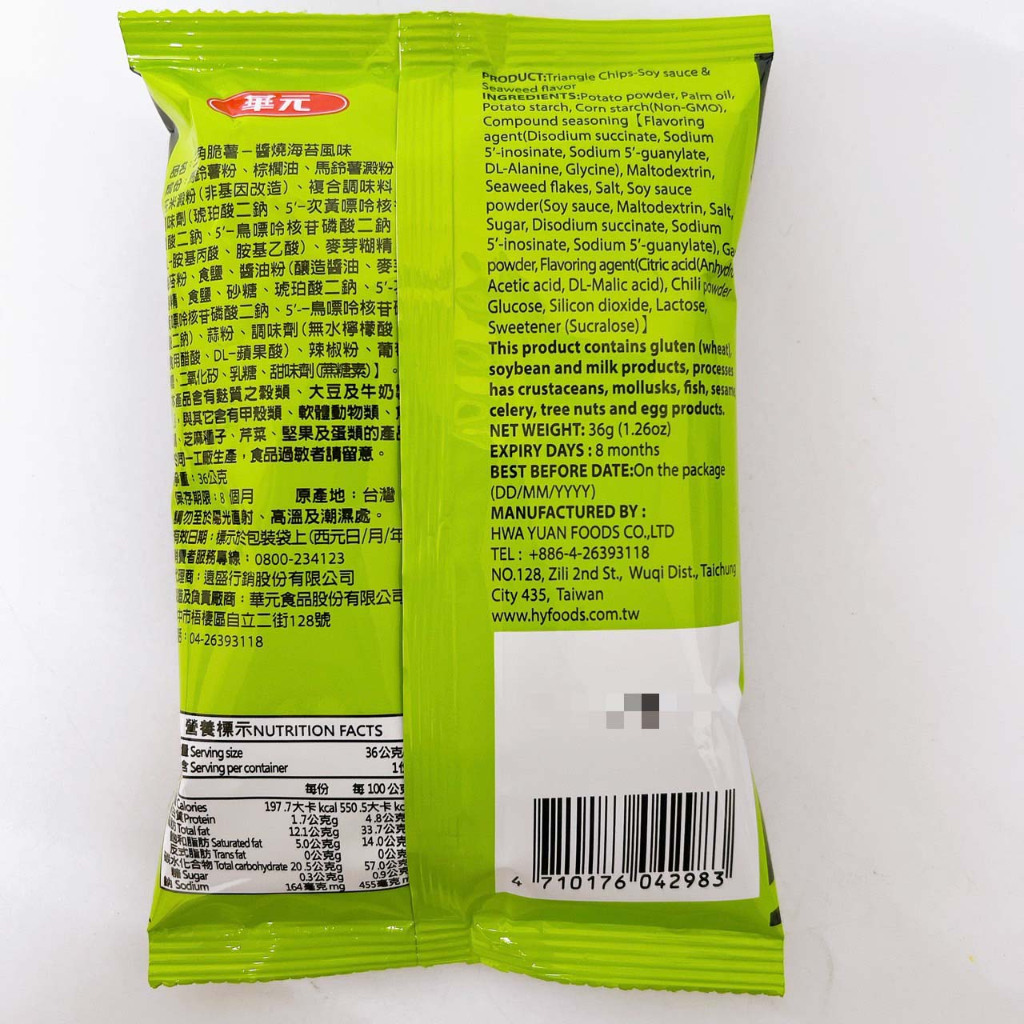 華元
角脆薯－醬燒海苔風味
鈴薯粉、棕櫚油、馬鈴薯澱粉
米澱粉(非基因改造)、複合調味料
味劑(琥珀酸二鈉、5'–次黃嘌呤核
酸二鈉、5'–鳥嘌呤核苷磷酸二鈉
–胺基丙酸、胺基乙酸)、麥芽糊精
苔粉、食鹽、醬油粉(釀造醬油、麥
精、食鹽、砂糖、琥珀酸二鈉、5'–
嘌呤核苷磷酸二鈉、5'–鳥嘌呤核苷
二鈉)、蒜粉、調味劑(無水檸檬酸
食用醋酸、DL–蘋果酸)、辣椒粉、葡
、二氧化矽、乳糖、甜味劑(蔗糖素)】。
產品含有麩質之穀類、大豆及牛奶
，與其它含有甲殼類、軟體動物類、
、芝麻種子、芹菜、堅果及蛋類的產
同一工廠生產，食品過敏者請留意。
重：36公克
保存期限：8個月 原產地：台灣
請勿至於陽光直射、高溫及潮濕處。
有效日期：標示於包裝袋上(西元日/月/年
消費者服務專線：0800-234123
理商：遠盛行銷股份有限公司
及負責廠商：華元食品股份有限公司
中市梧棲區自立二街128號
：04-26393118
營養標示NUTRITION FACTS
Serving size 36公克
Serving per container 1
每份 每100公克
Calories 197.7大卡kcal 550.5大卡kc
Protein 1.7公克g 4.8公克
Total fat 12.1公克g 33.7公克
飽和脂肪 Saturated fat 5.0公克g 14.0公克
反式脂肪 Trans fat 0公克g 0公克
水化合物 Total carbohydrate 20.5公克g 57.0公克
糖 Sugar 0.3公克g 0.9公克
鈉 Sodium 164毫克mg 455毫克m
PRODUCT:Triangle Chips-Soy sauce &
Seaweed flavor
INGREDIENTS:Potato powder, Palm oil,
Potato starch, Corn starch(Non-GMO),
Compound seasoning【Flavoring
agent(Disodium succinate, Sodium
5'-inosinate, Sodium 5'-guanylate,
DL-Alanine, Glycine), Maltodextrin,
Seaweed flakes, Salt, Soy sauce
powder(Soy sauce, Maltodextrin, Salt,
Sugar, Disodium succinate, Sodium
5'-inosinate, Sodium 5'-guanylate), Ga
powder, Flavoring agent(Citric acid(Anhydro
Acetic acid, DL-Malic acid), Chili powder
Glucose, Silicon dioxide, Lactose,
Sweetener (Sucralose)】
This product contains gluten (wheat),
soybean and milk products, processes
has crustaceans, mollusks, fish, sesame
celery, tree nuts and egg products.
NET WEIGHT: 36g (1.26oz)
EXPIRY DAYS : 8 months
BEST BEFORE DATE:On the package
(DD/MM/YYYY)
MANUFACTURED BY :
HWA YUAN FOODS CO.,LTD
TEL : +886-4-26393118
NO.128, Zili 2nd St., Wuqi Dist., Taichung
City 435, Taiwan
www.hyfoods.com.tw
4 710176 042983